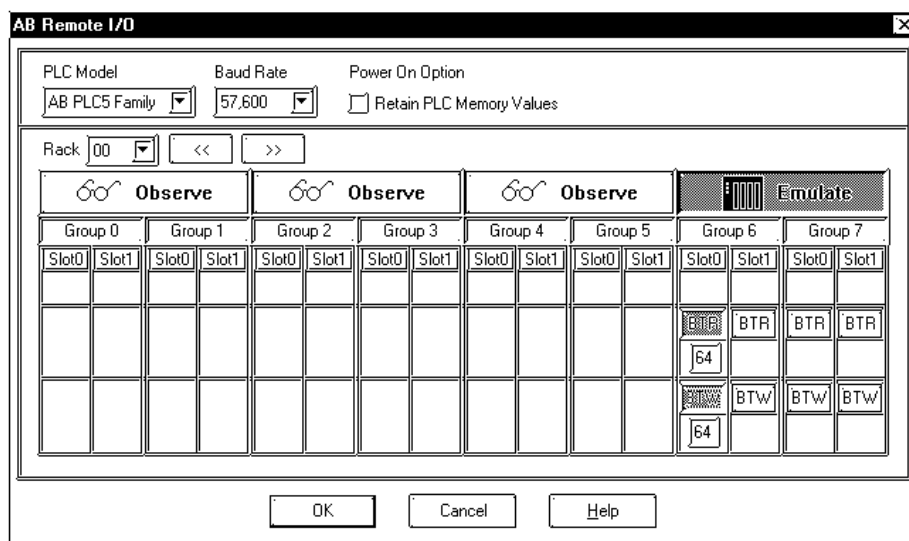 AB Remote I/O
PLC Model Baud Rate Power On Option
AB PLC5 Family 57,600 Retain PLC Memory Values
Rack 00 << >>
Observe Observe Observe Emulate
Group 0 Group 1 Group 2 Group 3 Group 4 Group 5 Group 6 Group 7
Slot0 Slot1 Slot0 Slot1 Slot0 Slot1 Slot0 Slot1 Slot0 Slot1 Slot0 Slot1 Slot0 Slot1 Slot0 Slot1
BTR BTR BTR BTR
64
BTW BTW BTW BTW
64
OK Cancel Help